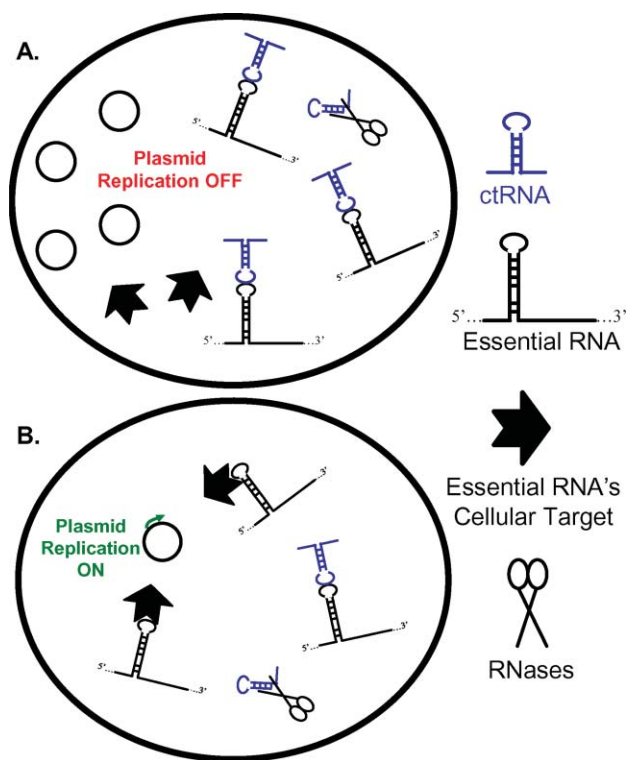 A.
Plasmid
Replication OFF
5’...
...3’
5’...
...3’
5’...
...3’
ctRNA
5’...
...3’
Essential RNA
B.
Plasmid
Replication
ON
5’...
...3’
5’...
...3’
5’...
...3’
Essential RNA’s
Cellular Target
RNases